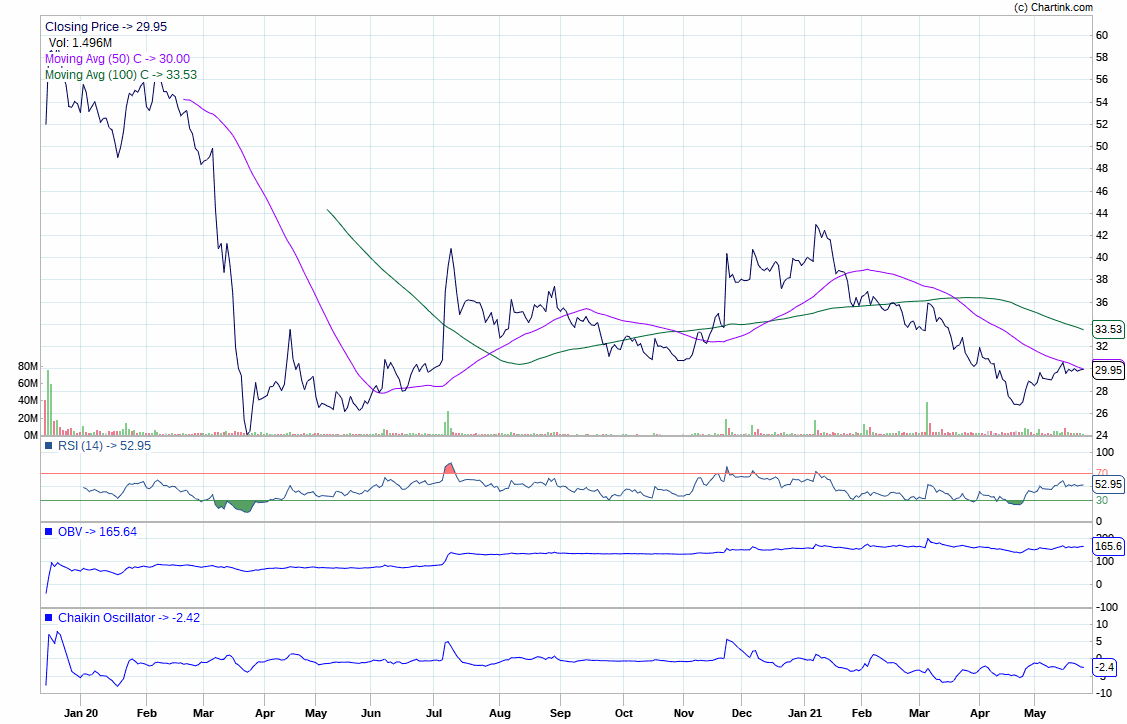 (c) Chartink.com
Closing Price -> 29.95
Vol: 1.496M
Moving Avg (50) C -> 30.00
Moving Avg (100) C -> 33.53
60
58
56
54
52
50
48
46
44
42
40
38
36
33.53
32
29.95
28
26
24
80M
60M
40M
20M
0M
RSI (14) -> 52.95
100
70
52.95
30
0
OBV -> 165.64
200
165.6
100
0
-100
Chaikin Oscillator -> -2.42
10
5
0
-2.4
-5
-10
Jan 20 Feb Mar Apr May Jun Jul Aug Sep Oct Nov Dec Jan 21 Feb Mar Apr May